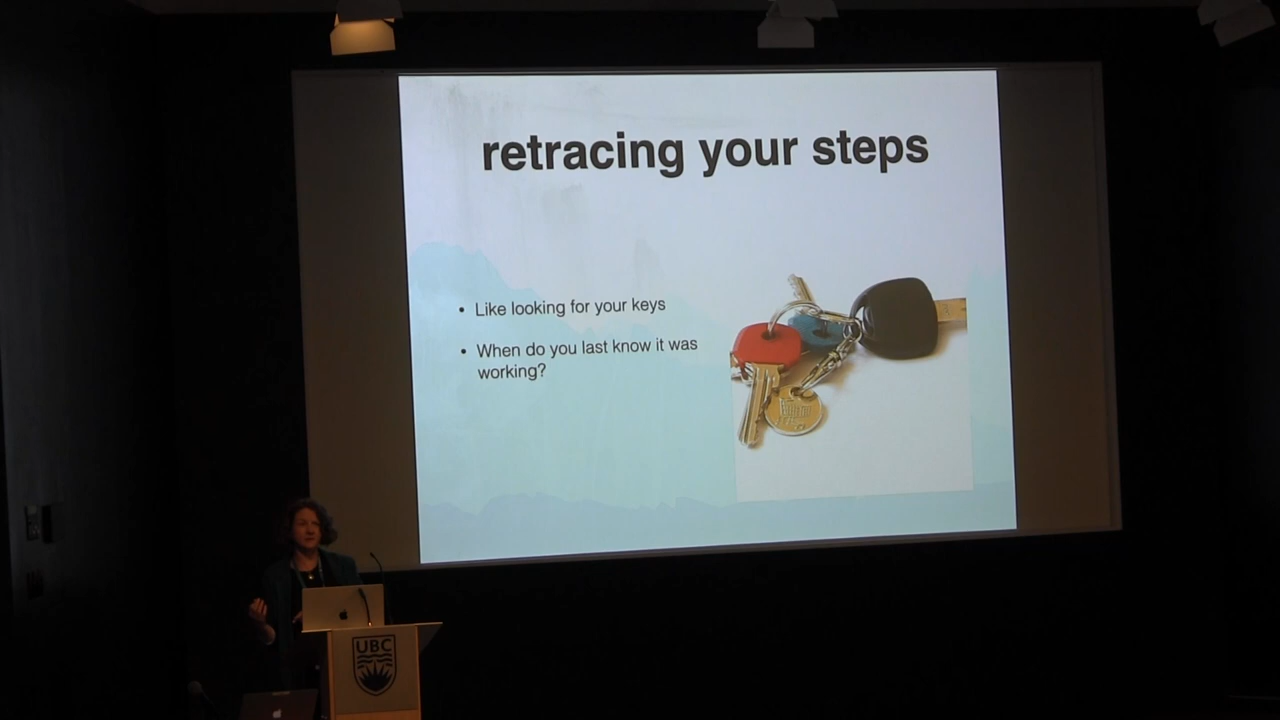 retracing your steps
• Like looking for your keys
• When do you last know it was
working?
UBC